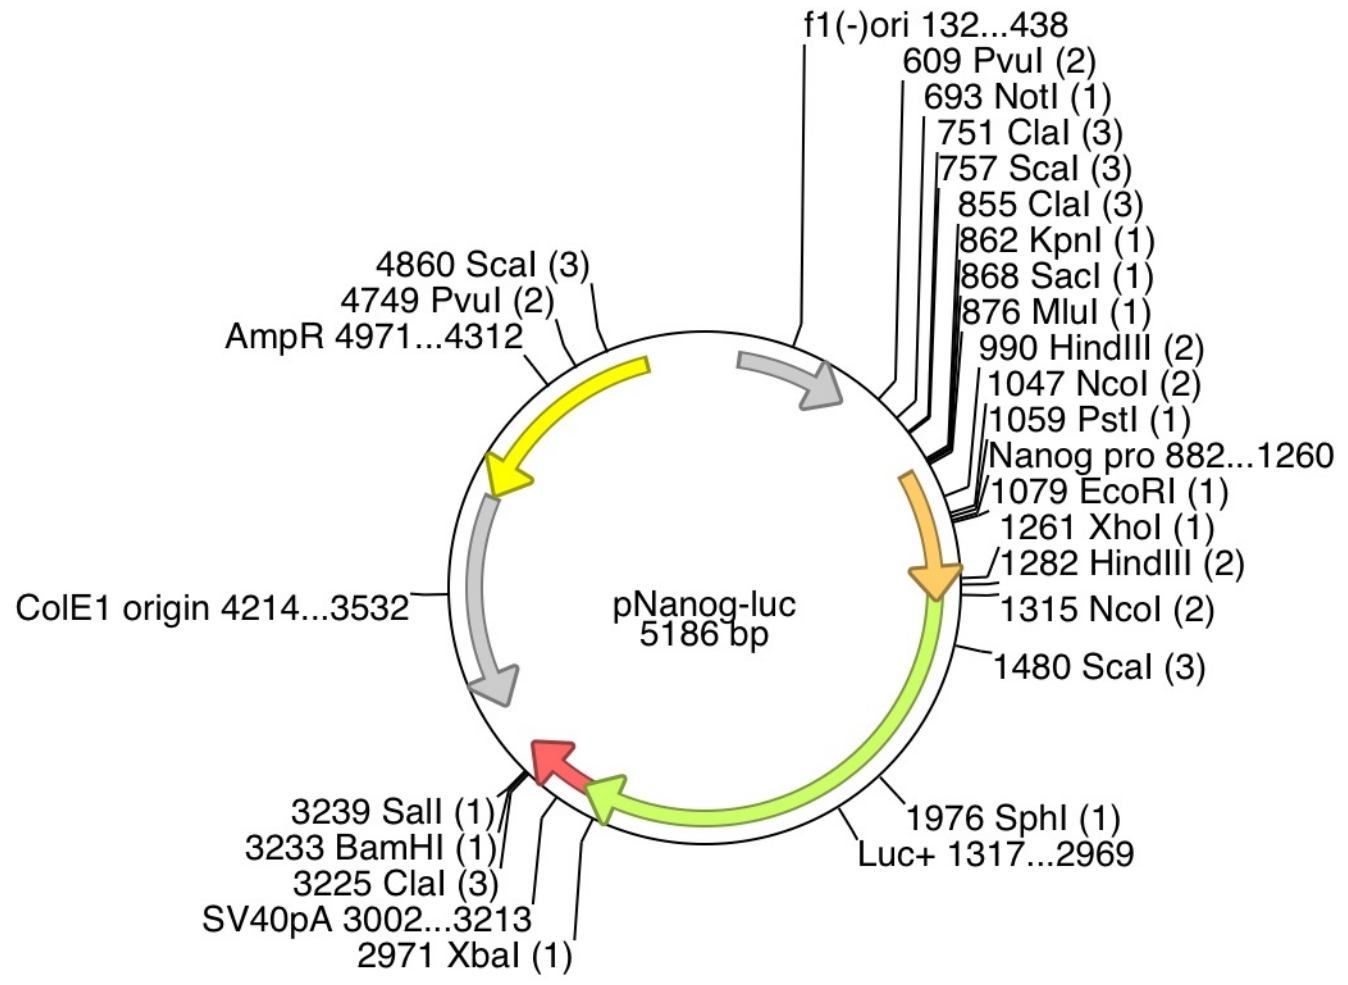 f1(-)ori 132...438
609 PvuI (2)
693 NotI (1)
751 ClaI (3)
757 ScaI (3)
855 ClaI (3)
862 KpnI (1)
868 SacI (1)
876 MluI (1)
990 HindIII (2)
1047 NcoI (2)
1059 PstI (1)
Nanog pro 882...1260
1079 EcoRI (1)
1261 XhoI (1)
1282 HindIII (2)
1315 NcoI (2)
1480 ScaI (3)
1976 SphI (1)
Luc+ 1317...2969
4860 ScaI (3)
4749 PvuI (2)
AmpR 4971...4312
ColE1 origin 4214...3532
pNanog-luc
5186 bp
3239 SalI (1)
3233 BamHI (1)
3225 ClaI (3)
SV40pA 3002...3213
2971 XbaI (1)